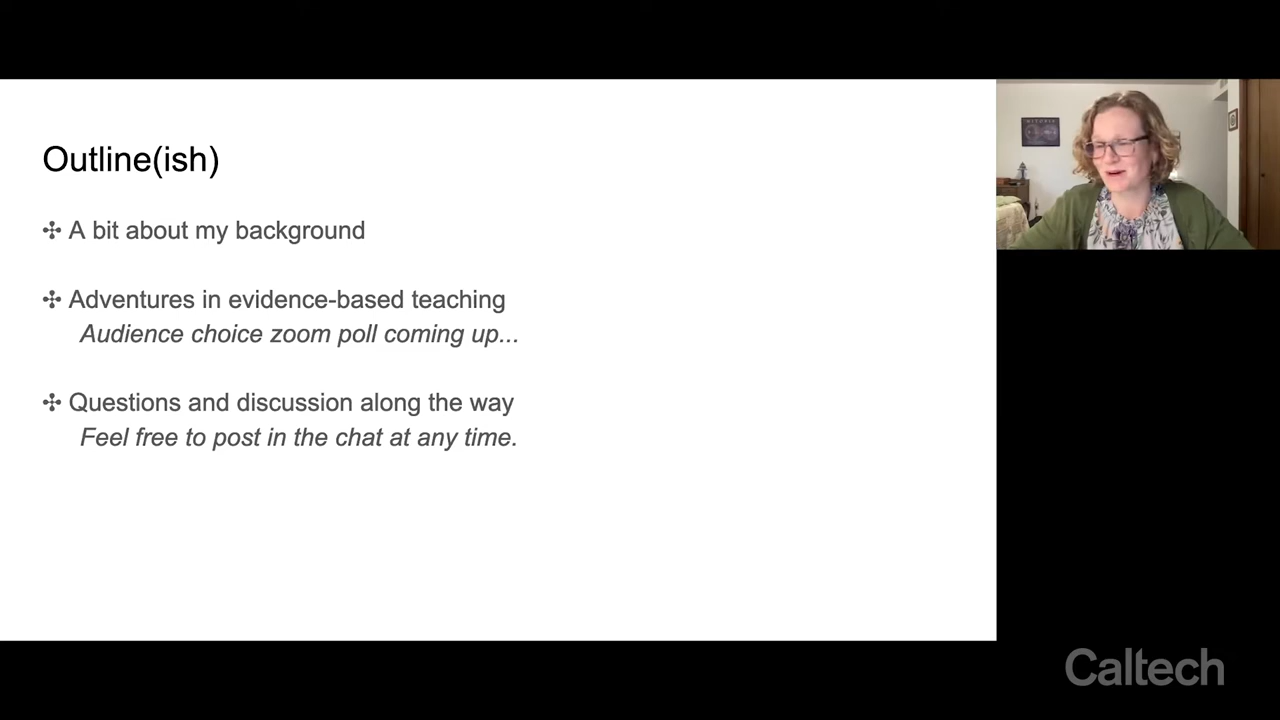 Outline(ish)
✣ A bit about my background
✣ Adventures in evidence-based teaching
Audience choice zoom poll coming up...
✣ Questions and discussion along the way
Feel free to post in the chat at any time.
MITOSIS
Caltech